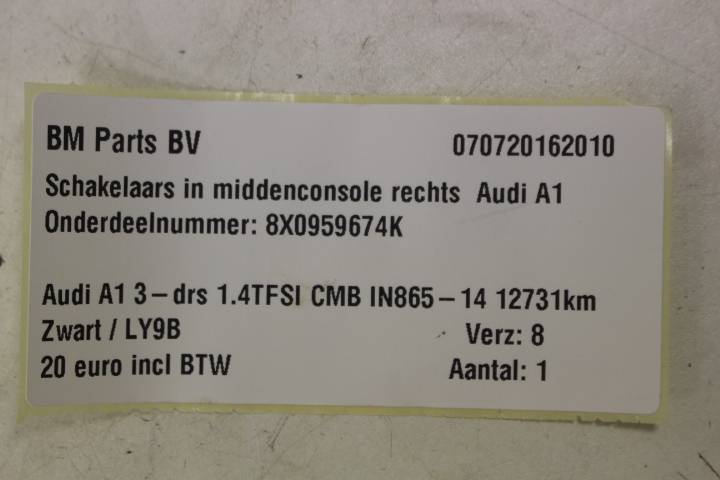 BM Parts BV 070720162010
Schakelaars in middenconsole rechts Audi A1
Onderdeelnummer: 8X0959674K
Audi A1 3-drs 1.4TFSI CMB IN865-14 12731km
Zwart / LY9B Verz: 8
20 euro incl BTW Aantal: 1